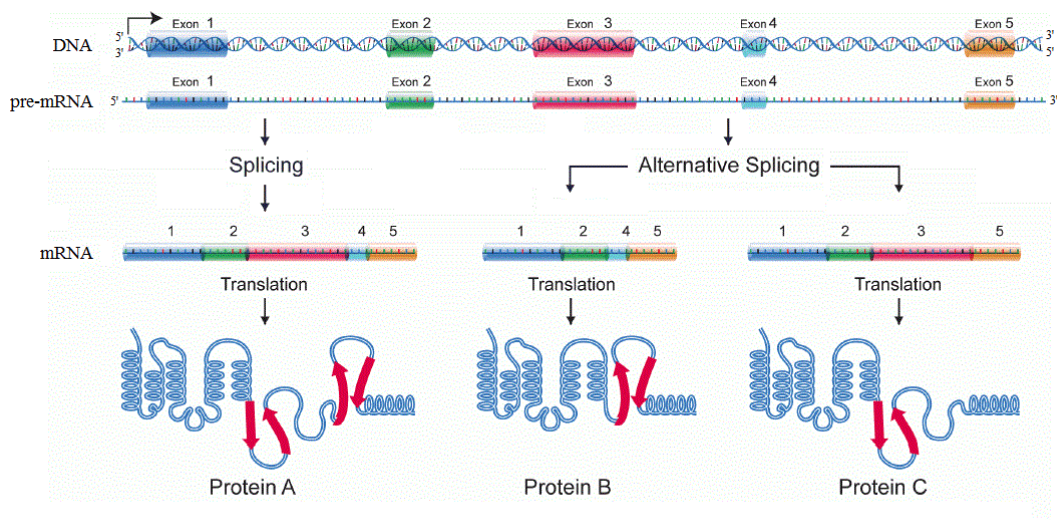 Exon 1 Exon 2 Exon 3 Exon 4 Exon 5
5' 3'
DNA
3' 5'
Exon 1 Exon 2 Exon 3 Exon 4 Exon 5
pre-mRNA 5' 3'
Splicing Alternative Splicing
1 2 3 4 5 1 2 4 5 1 2 3 5
mRNA
Translation Translation Translation
Protein A Protein B Protein C